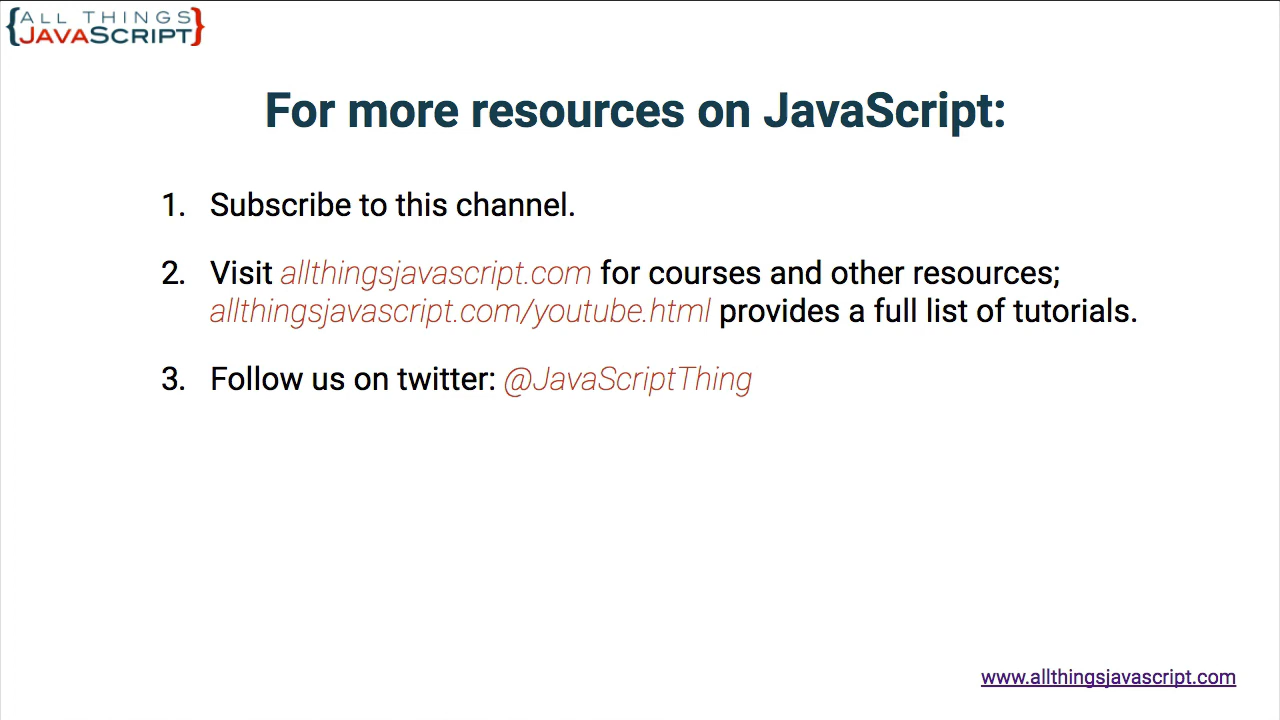 {ALL THINGS
JAVASCRIPT}
For more resources on JavaScript:
1. Subscribe to this channel.
2. Visit allthingsjavascript.com for courses and other resources;
allthingsjavascript.com/youtube.html provides a full list of tutorials.
3. Follow us on twitter: @JavaScriptThing
www.allthingsjavascript.com